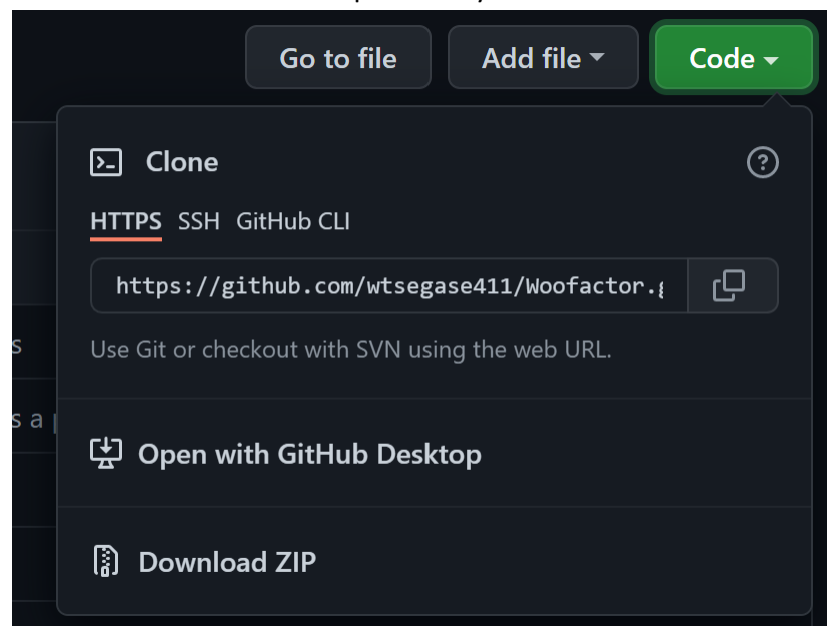 Go to file Add file Code
Clone
HTTPS SSH GitHub CLI
https://github.com/wtsegase411/Woofactor.g
Use Git or checkout with SVN using the web URL.
s
s a
Open with GitHub Desktop
Download ZIP